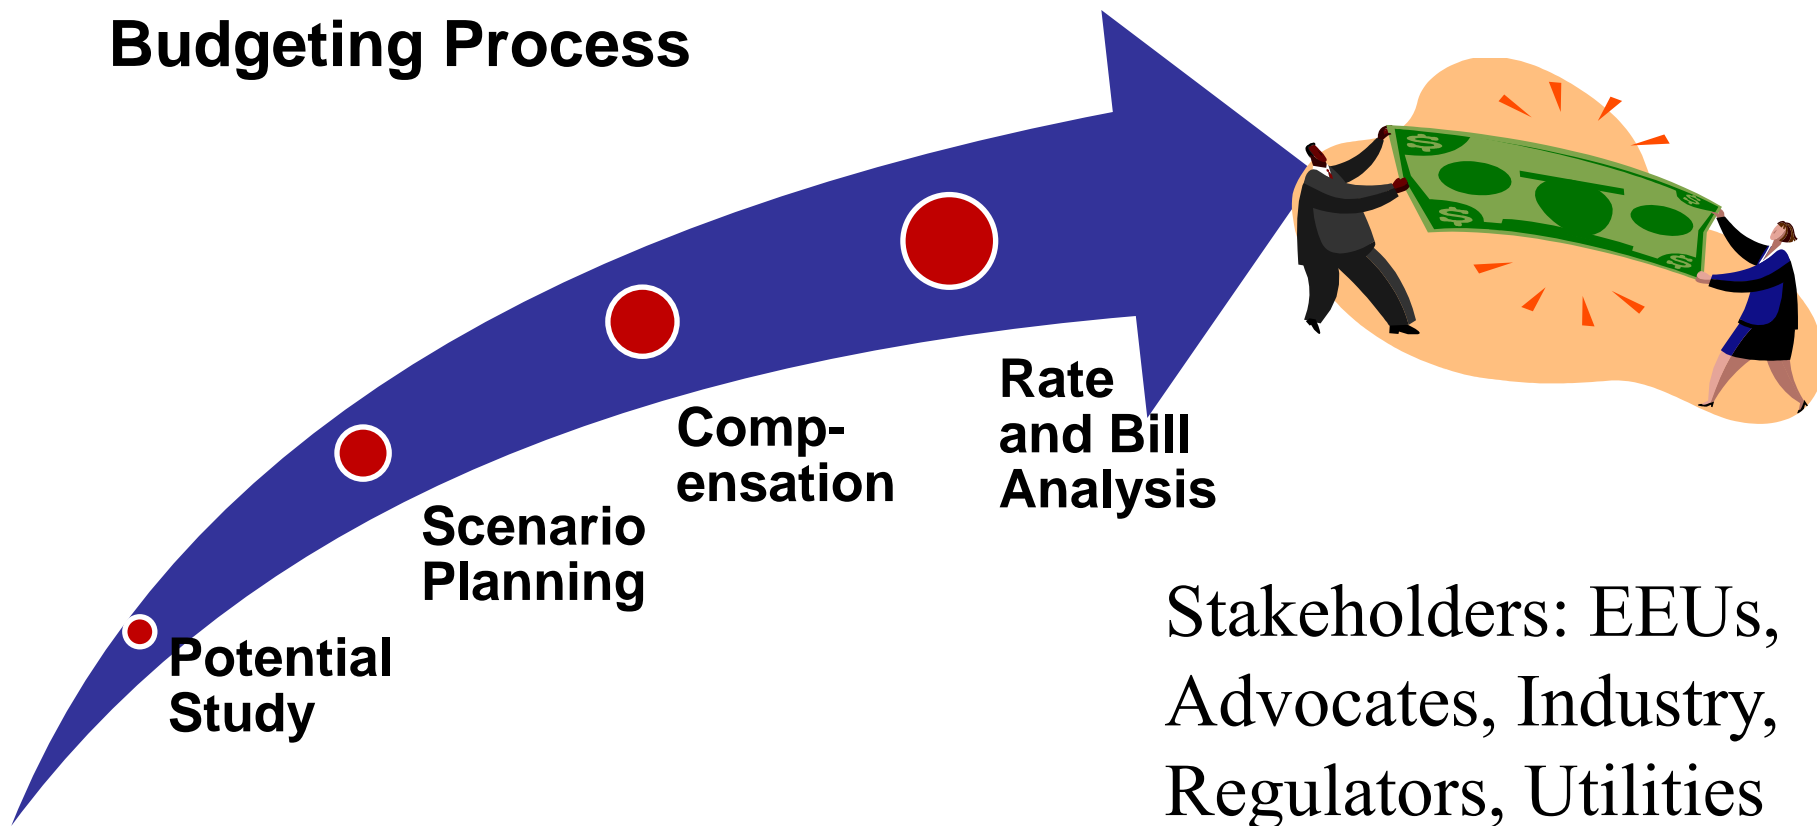 Budgeting Process
Rate
and Bill
Analysis
Comp-
ensation
Scenario
Planning
Potential
Study
Stakeholders: EEUs,
Advocates, Industry,
Regulators, Utilities